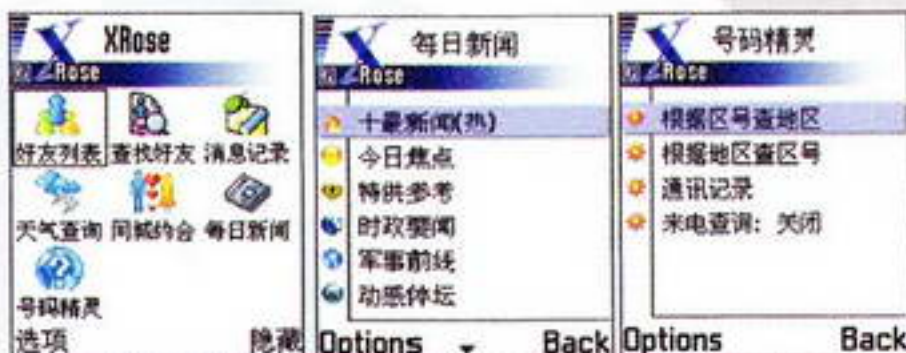 XRose
Rose
好友列表 查找好友 消息记录
天气查询 同城约会 每日新闻
号码精灵
选项 隐藏
每日新闻
Rose
十最新闻(热)
今日焦点
特供参考
时政要闻
军事前线
动感体坛
Options Back
号码精灵
Rose
根据区号查地区
根据地区查区号
通讯记录
来电查询: 关闭
Options Back